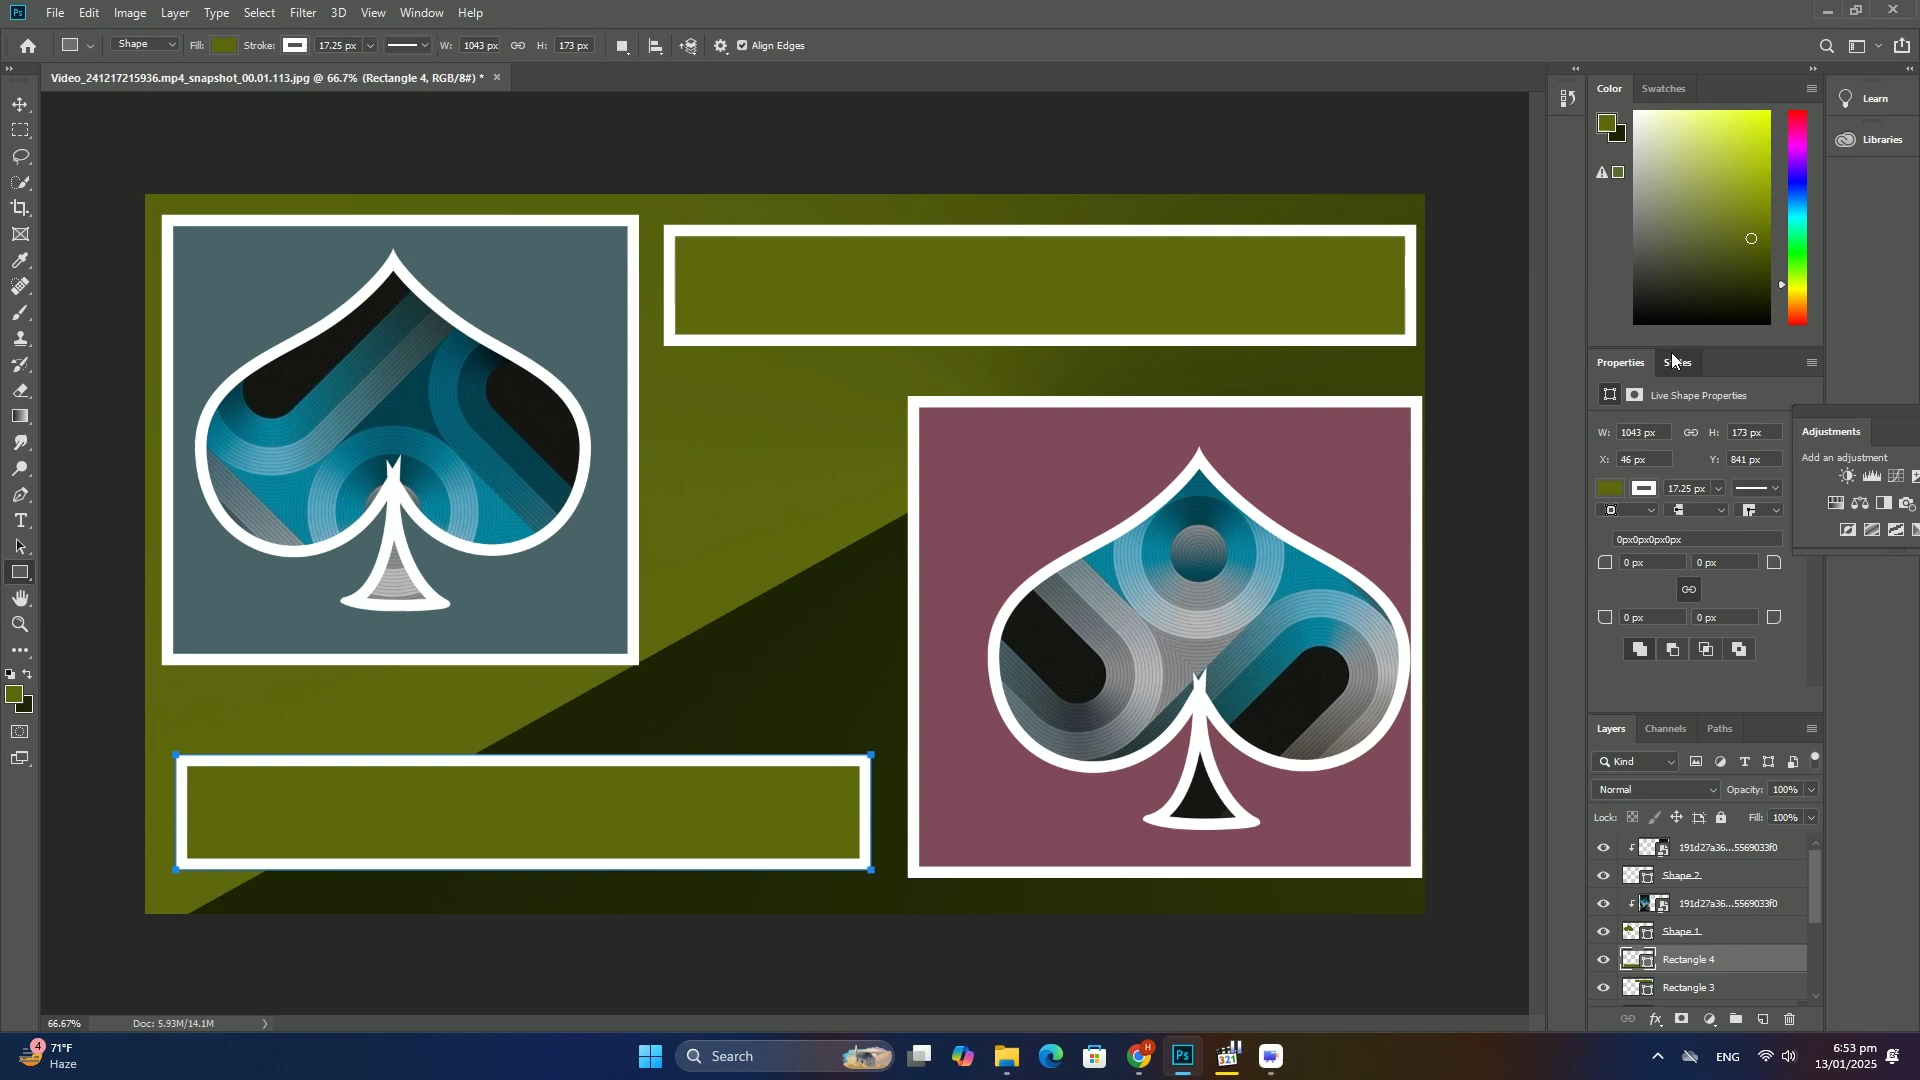 Ps File Edit Image Layer Type Select Filter 3D View Window Help
Shape Fill: Stroke: 17.25 px W: 1043 px H: 173 px Align Edges
Video_241217215936.mp4_snapshot_00.01.113.jpg @ 66.7% (Rectangle 4, RGB/8#) * ×
Color Swatches
Learn
Libraries
Properties
Live Shape Properties
W: 1043 px H: 173 px
X: 46 px Y: 841 px
17.25 px
0px0px0px0px
0 px 0 px
0 px 0 px
Adjustments
Add an adjustment
Layers Channels Paths
Kind
Normal Opacity: 100%
Lock: Fill: 100%
191d27a36...5569033f0
Shape 2
191d27a36...5569033f0
Shape 1
Rectangle 4
Rectangle 3
fx
66.67% Doc: 5.93M/14.1M
4
71°F
Haze
Search
H
Ps
321
ENG
6:53 pm
13/01/2025